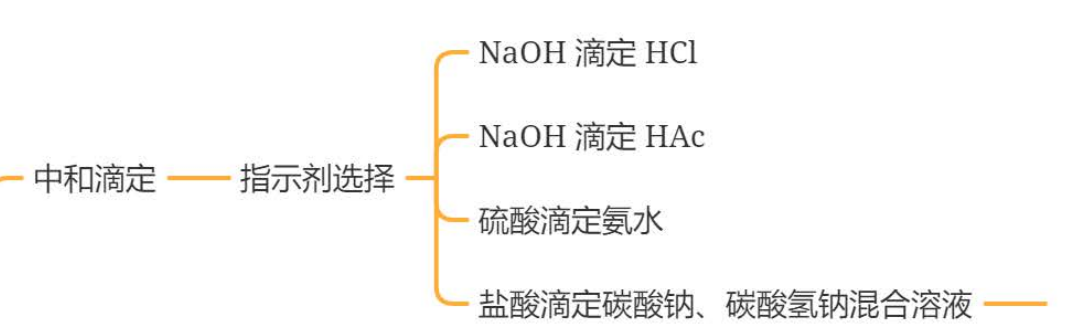 NaOH 滴定 HCl
NaOH 滴定 HAc
中和滴定
指示剂选择
硫酸滴定氨水
盐酸滴定碳酸钠、碳酸氢钠混合溶液